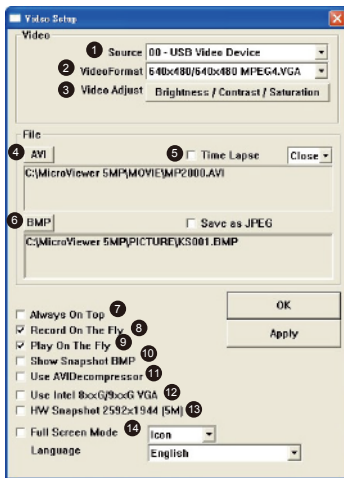 Video Setup
Video
1 Source 00 - USB Video Device
2 VideoFormat 640x480/640x480 MPEG4.VGA
3 Video Adjust Brightness / Contrast / Saturation
File
4 AVI 5 Time Lapse Close
C:\MicroViewer 5MP\MOVIE\MP2000.AVI
6 BMP Save as JPEG
C:\MicroViewer 5MP\PICTURE\KS001.BMP
OK
Apply
Always On Top 7
Record On The Fly 8
Play On The Fly 9
Show Snapshot BMP 10
Use AVIDecompressor 11
Use Intel 8xxG/9xxG VGA 12
HW Snapshot 2592x1944 [5M] 13
Full Screen Mode 14 Icon
Language English